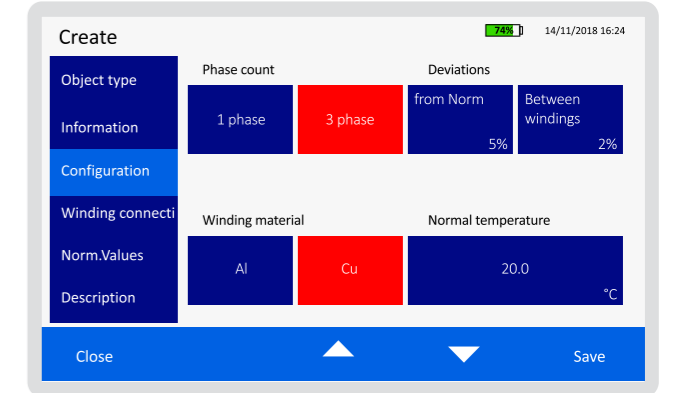 Create
74%
14/11/2018 16:24
Object type
Information
Configuration
Winding connecti
Norm.Values
Description
Phase count
1 phase
3 phase
Deviations
from Norm
5%
Between
windings
2%
Winding material
Al
Cu
Normal temperature
20.0
°C
Close
Save